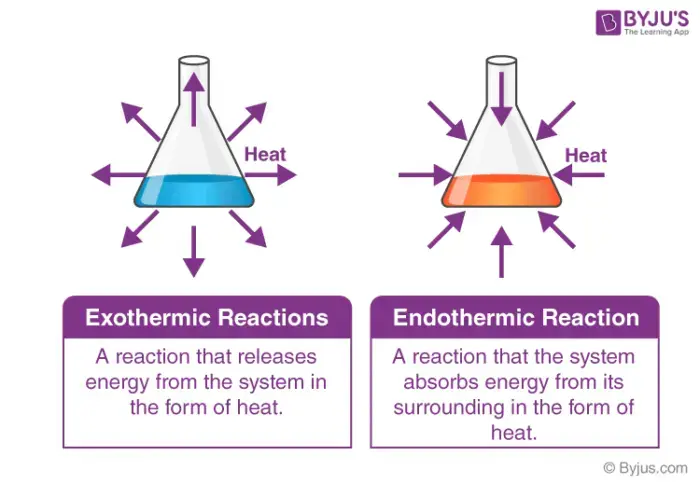 BYJU'S
The Learning App
Heat
Heat
Exothermic Reactions
A reaction that releases
energy from the system in
the form of heat.
Endothermic Reaction
A reaction that the system
absorbs energy from its
surrounding in the form of
heat.
© Byjus.com